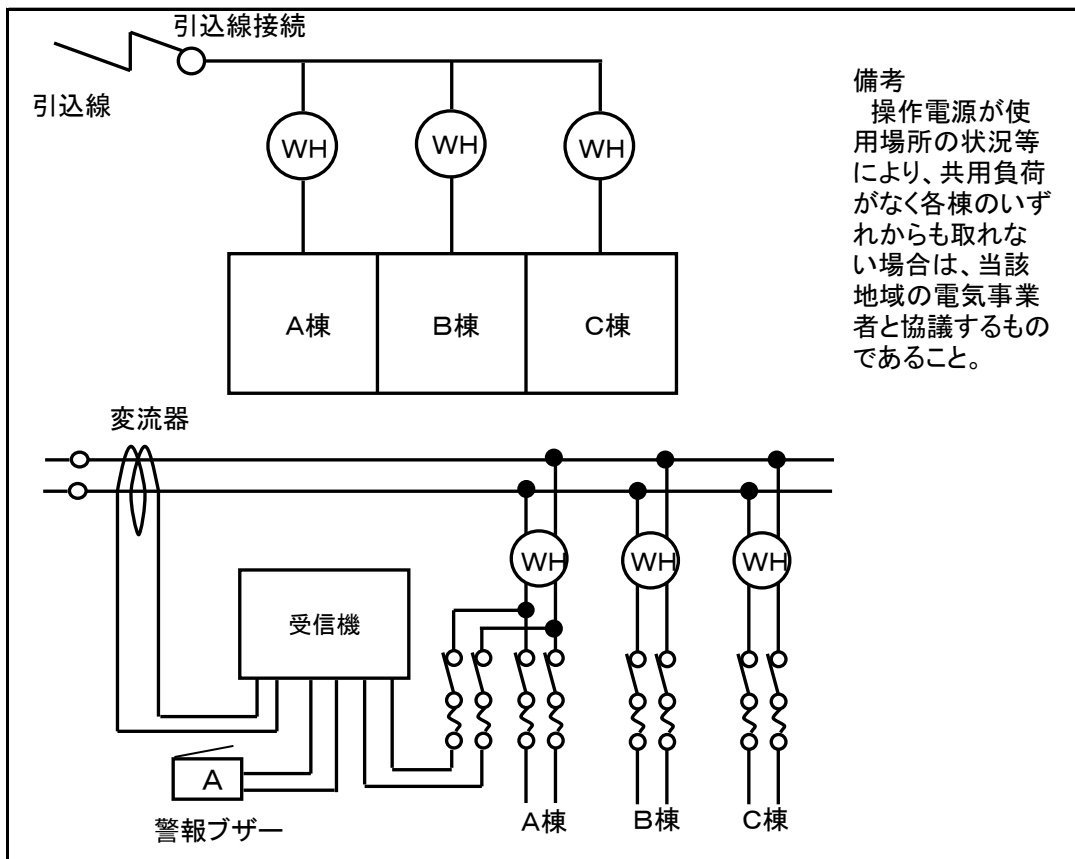 引込線接続
引込線
WH
WH
WH
A棟
B棟
C棟
備考
操作電源が使
用場所の状況等
により、共用負荷
がなく各棟のいず
れからも取れな
い場合は、当該
地域の電気事業
者と協議するもの
であること。
変流器
WH
WH
WH
受信機
A
警報ブザー
A棟
B棟
C棟